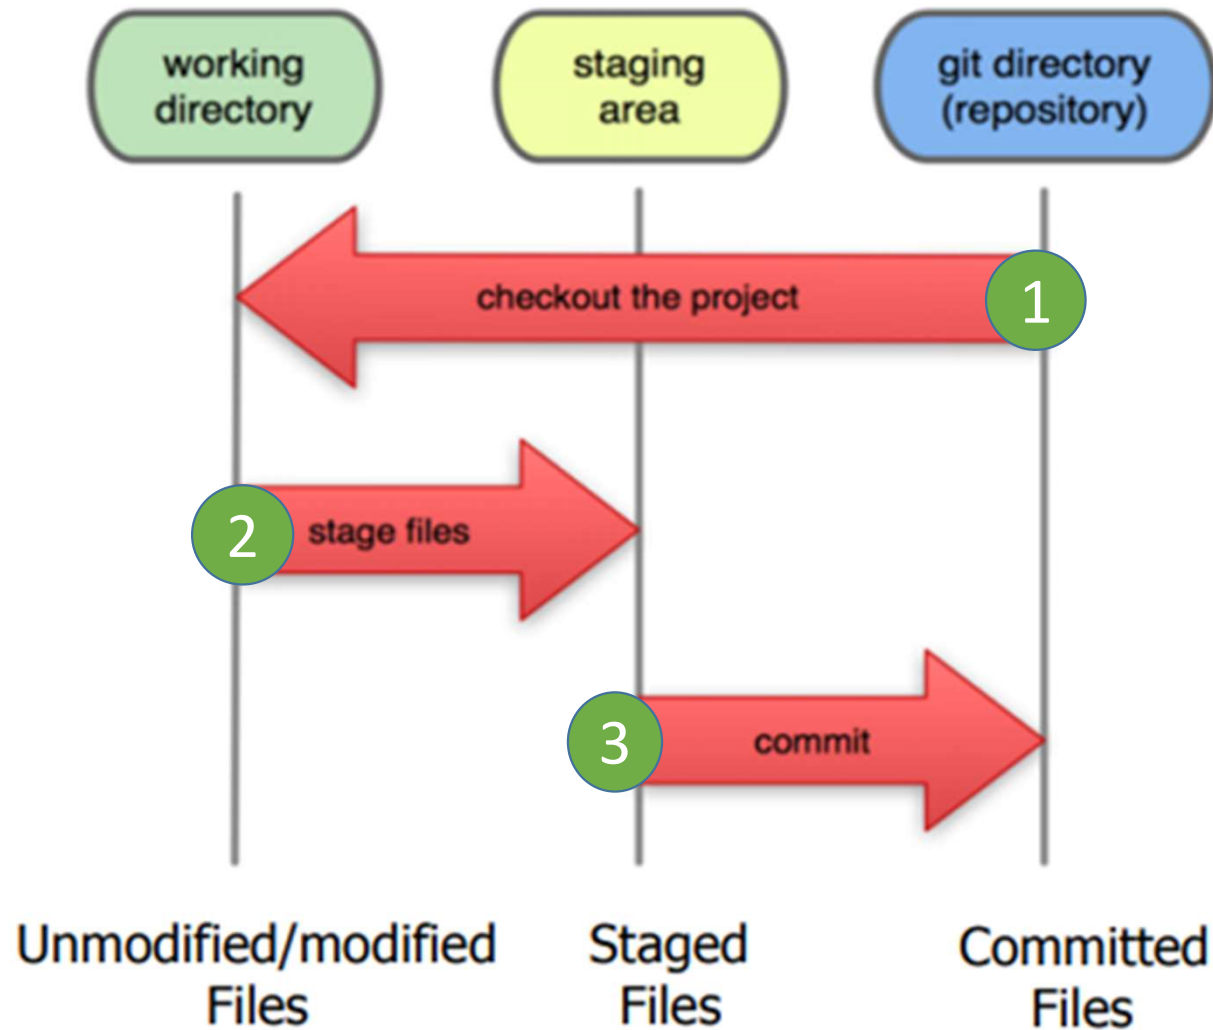 working
directory
staging
area
git directory
(repository)
checkout the project
1
2
stage files
3
commit
Unmodified/modified
Files
Staged
Files
Committed
Files